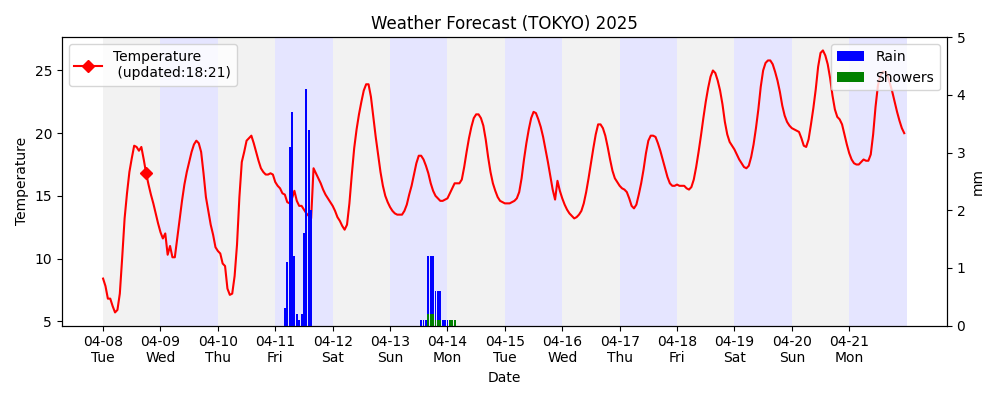 Weather Forecast (TOKYO) 2025
Temperature
(updated:18:21)
Rain
Showers
25
20
15
10
5
Temperature
5
4
3
2
1
0
mm
04-08 04-09 04-10 04-11 04-12 04-13 04-14 04-15 04-16 04-17 04-18 04-19 04-20 04-21
Tue Wed Thu Fri Sat Sun Mon Tue Wed Thu Fri Sat Sun Mon
Date